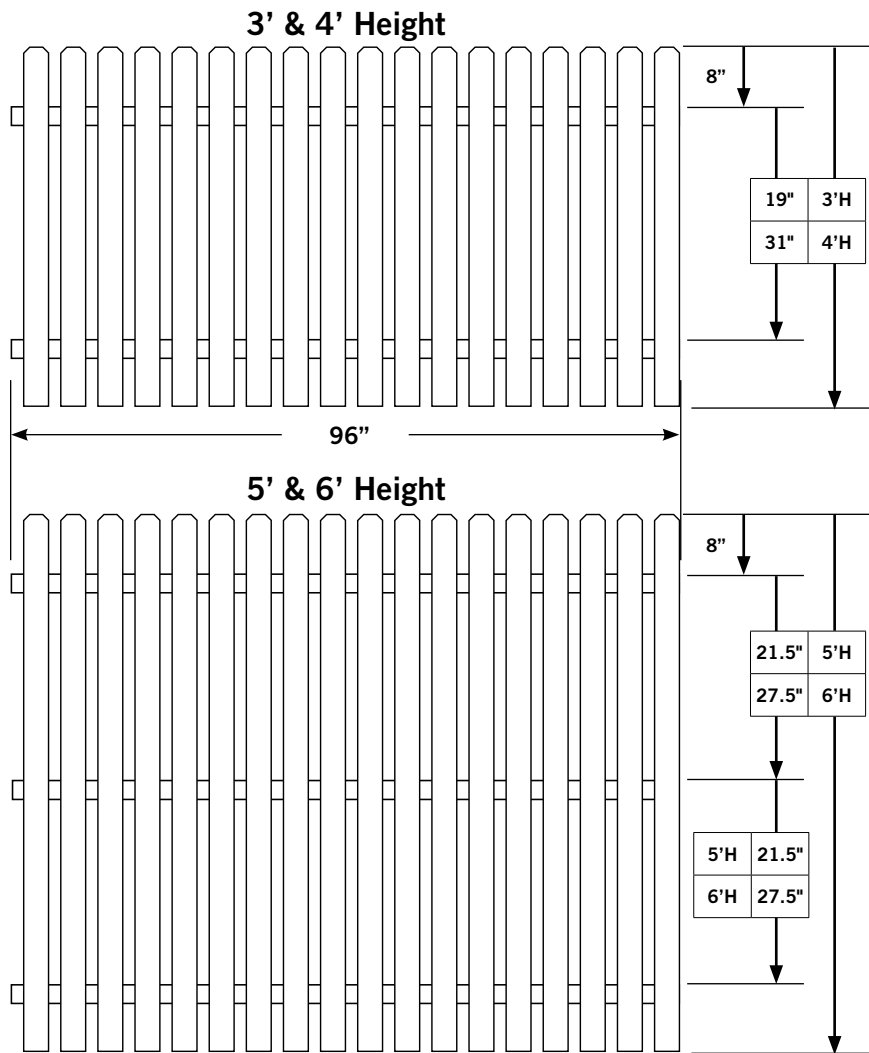 3’ & 4’ Height
8”
19" 3’H
31" 4’H
96”
5’ & 6’ Height
8”
21.5" 5’H
27.5" 6’H
5’H 21.5"
6’H 27.5"